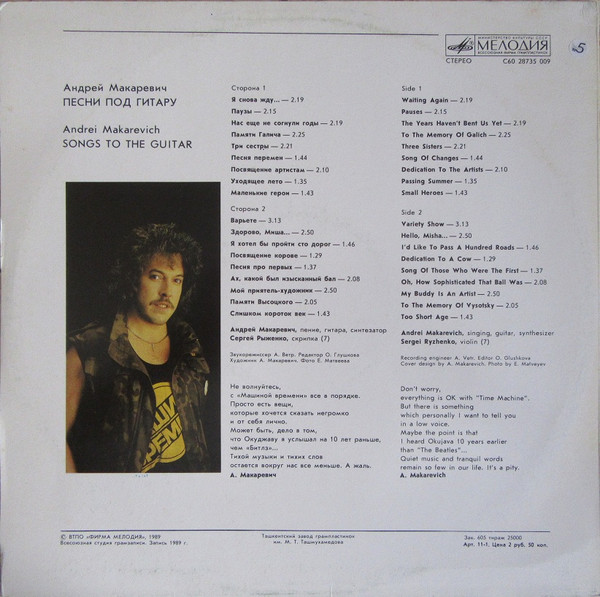 МИНИСТЕРСТВО КУЛЬТУРЫ СССР
МЕЛОДИЯ
ВСЕСОЮЗНАЯ ФИРМА ГРАМПЛАСТИНОК
СТЕРЕО
С60 28735 009
5
Андрей Макаревич
ПЕСНИ ПОД ГИТАРУ
Andrei Makarevich
SONGS TO THE GUITAR
Сторона 1
Я снова жду... — 2.19
Паузы — 2.15
Нас еще не согнули годы — 2.19
Памяти Галича — 2.25
Три сестры — 2.21
Песня перемен — 1.44
Посвящение артистам — 2.10
Уходящее лето — 1.35
Маленькие герои — 1.43
Сторона 2
Варьете — 3.13
Здорово, Миша... — 2.50
Я хотел бы пройти сто дорог — 1.46
Посвящение корове — 1.29
Песня про первых — 1.37
Ах, какой был изысканный бал — 2.08
Мой приятель-художник — 2.50
Памяти Высоцкого — 2.05
Слишком короток век — 1.43
Андрей Макаревич, пение, гитара, синтезатор
Сергей Рыженко, скрипка (7)
Звукорежиссер А. Ветр. Редактор О. Глушкова
Художник А. Макаревич. Фото Е. Матвеева
Не волнуйтесь,
с «Машиной времени» все в порядке.
Просто есть вещи,
которые хочется сказать негромко
и от себя лично.
Может быть, дело в том,
что Окуджаву я услышал на 10 лет раньше,
чем «Битлз»...
Тихой музыки и тихих слов
остается вокруг нас все меньше. А жаль.
А. Макаревич
Side 1
Waiting Again — 2.19
Pauses — 2.15
The Years Haven't Bent Us Yet — 2.19
To The Memory Of Galich — 2.25
Three Sisters — 2.21
Song Of Changes — 1.44
Dedication To The Artists — 2.10
Passing Summer — 1.35
Small Heroes — 1.43
Side 2
Variety Show — 3.13
Hello, Misha... — 2.50
I'd Like To Pass A Hundred Roads — 1.46
Dedication To A Cow — 1.29
Song Of Those Who Were The First — 1.37
Oh, How Sophisticated That Ball Was — 2.08
My Buddy Is An Artist — 2.50
To The Memory Of Vysotsky — 2.05
Too Short Age — 1.43
Andrei Makarevich, singing, guitar, synthesizer
Sergei Ryzhenko, violin (7)
Recording engineer A. Vetr. Editor O. Glushkova
Cover design by A. Makarevich. Photo by E. Matveyev
Don't worry,
everything is OK with "Time Machine".
But there is something
which personally I want to tell you
in a low voice.
Maybe the point is that
I heard Okujava 10 years earlier
than "The Beatles"...
Quiet music and tranquil words
remain so few in our life. It's a pity.
A. Makarevich
© ВТПО «ФИРМА МЕЛОДИЯ», 1989
Всесоюзная студия грамзаписи. Запись 1989 г.
Ташкентский завод грампластинок
им. М. Т. Ташмухамедова
Зак. 605 тираж 25000
Арт. 11-1. Цена 2 руб. 50 коп.